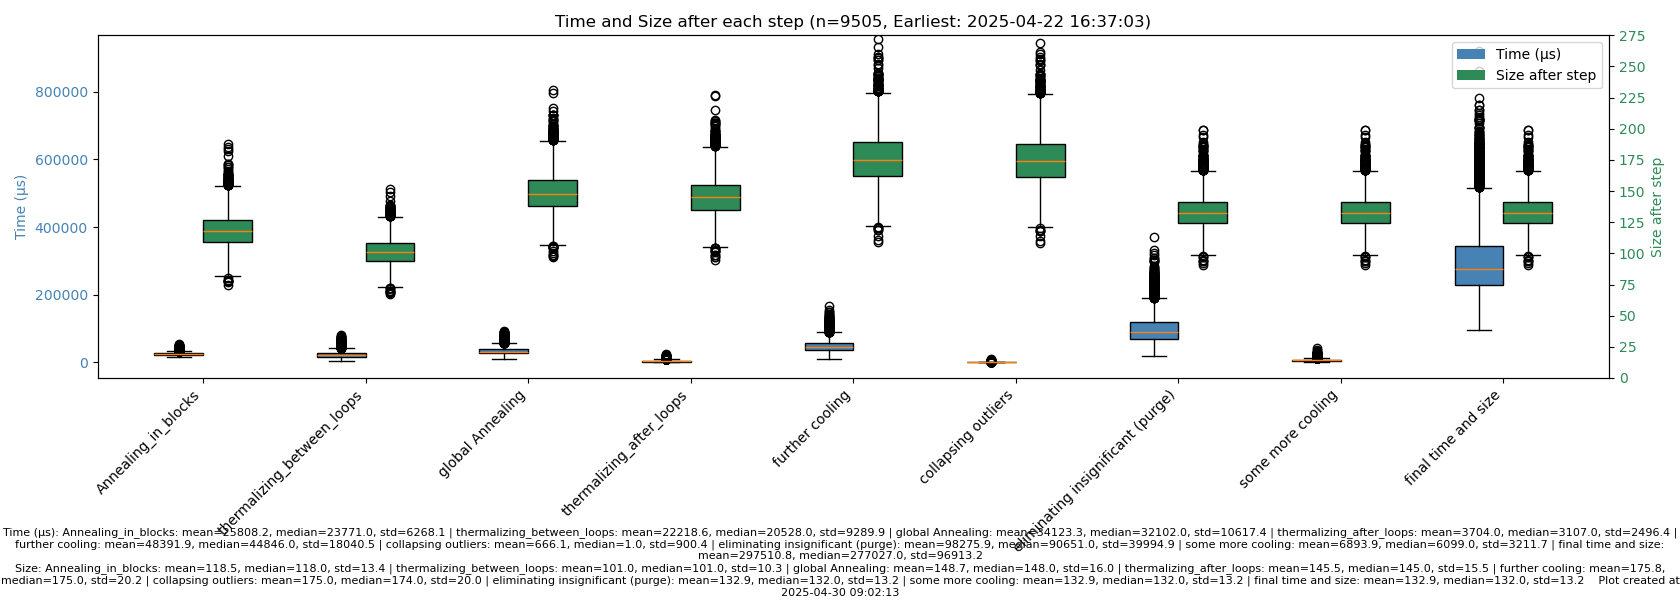 Time and Size after each step (n=9505, Earliest: 2025-04-22 16:37:03)
Time (μs)
Size after step
800000
600000
400000
200000
0
Time (μs)
275
250
225
200
175
150
125
100
75
50
25
0
Size after step
Annealing_in_blocks
thermalizing_between_loops
global Annealing
thermalizing_after_loops
further cooling
collapsing outliers
eliminating insignificant (purge)
some more cooling
final time and size
Time (μs): Annealing_in_blocks: mean=25808.2, median=23771.0, std=6268.1 | thermalizing_between_loops: mean=22218.6, median=20528.0, std=9289.9 | global Annealing: mean=34123.3, median=32102.0, std=10617.4 | thermalizing_after_loops: mean=3704.0, median=3107.0, std=2496.4 |
further cooling: mean=48391.9, median=44846.0, std=18040.5 | collapsing outliers: mean=666.1, median=1.0, std=900.4 | eliminating insignificant (purge): mean=98275.9, median=90651.0, std=39994.9 | some more cooling: mean=6893.9, median=6099.0, std=3211.7 | final time and size:
mean=297510.8, median=277027.0, std=96913.2
Size: Annealing_in_blocks: mean=118.5, median=118.0, std=13.4 | thermalizing_between_loops: mean=101.0, median=101.0, std=10.3 | global Annealing: mean=148.7, median=148.0, std=16.0 | thermalizing_after_loops: mean=145.5, median=145.0, std=15.5 | further cooling: mean=175.8,
median=175.0, std=20.2 | collapsing outliers: mean=175.0, median=174.0, std=20.0 | eliminating insignificant (purge): mean=132.9, median=132.0, std=13.2 | some more cooling: mean=132.9, median=132.0, std=13.2 | final time and size: mean=132.9, median=132.0, std=13.2 Plot created at
2025-04-30 09:02:13